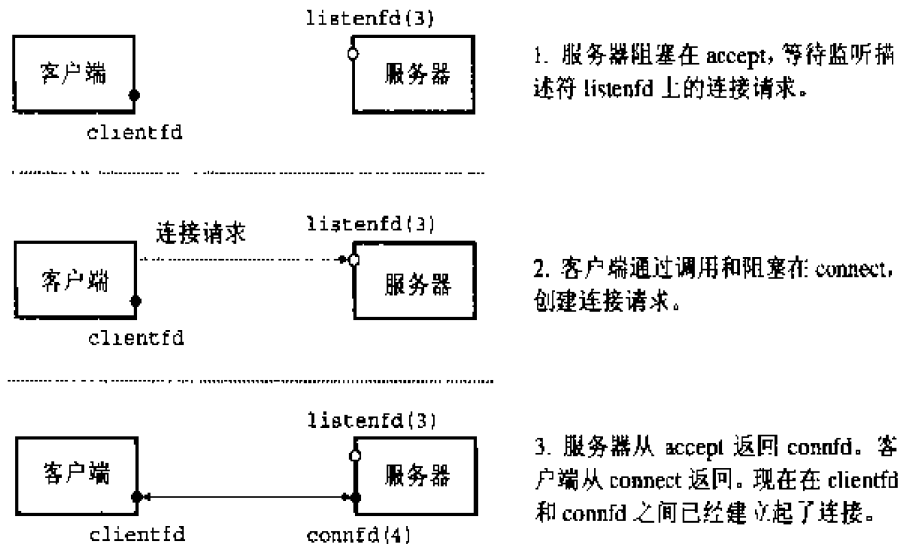 listenfd(3)
客户端
服务器
clientfd
1. 服务器阻塞在 accept,等待监听描
述符 listenfd 上的连接请求。
连接请求
listenfd(3)
客户端
服务器
clientfd
2. 客户端通过调用和阻塞在 connect,
创建连接请求。
listenfd(3)
客户端
服务器
clientfd
connfd(4)
3. 服务器从 accept 返回 connfd。客
户端从 connect 返回。现在在 clientfd
和 connfd 之间已经建立起了连接。